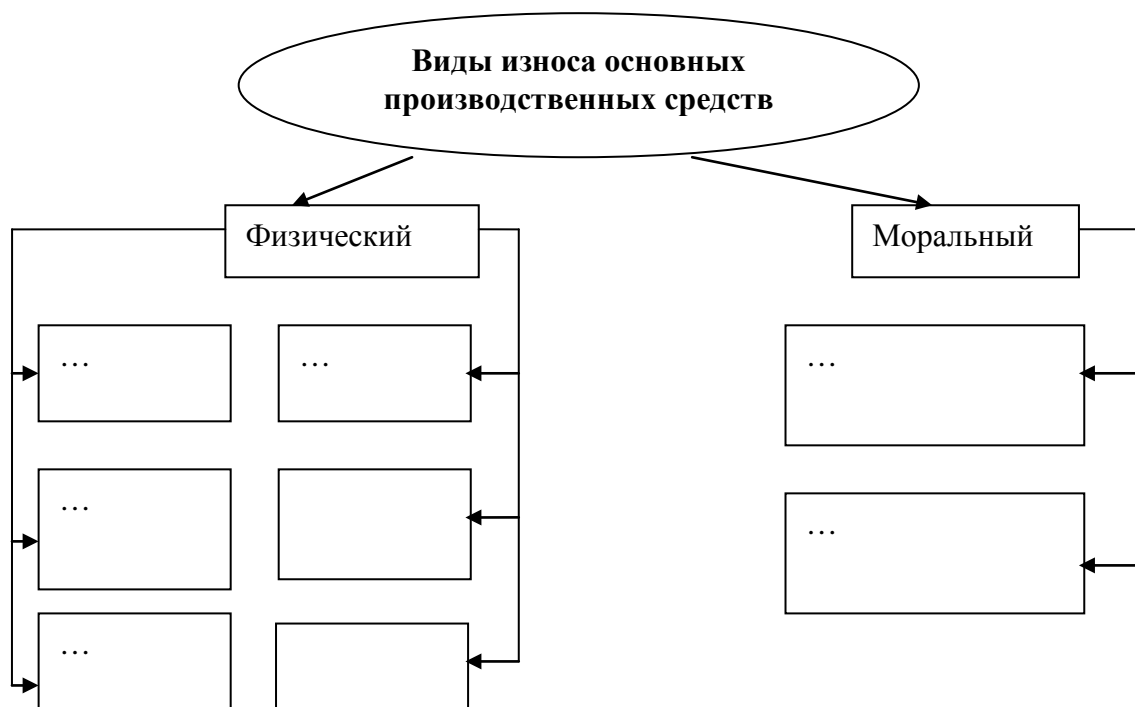 Виды износа основных
производственных средств
Физический
Моральный
…
…
…
…
…
…